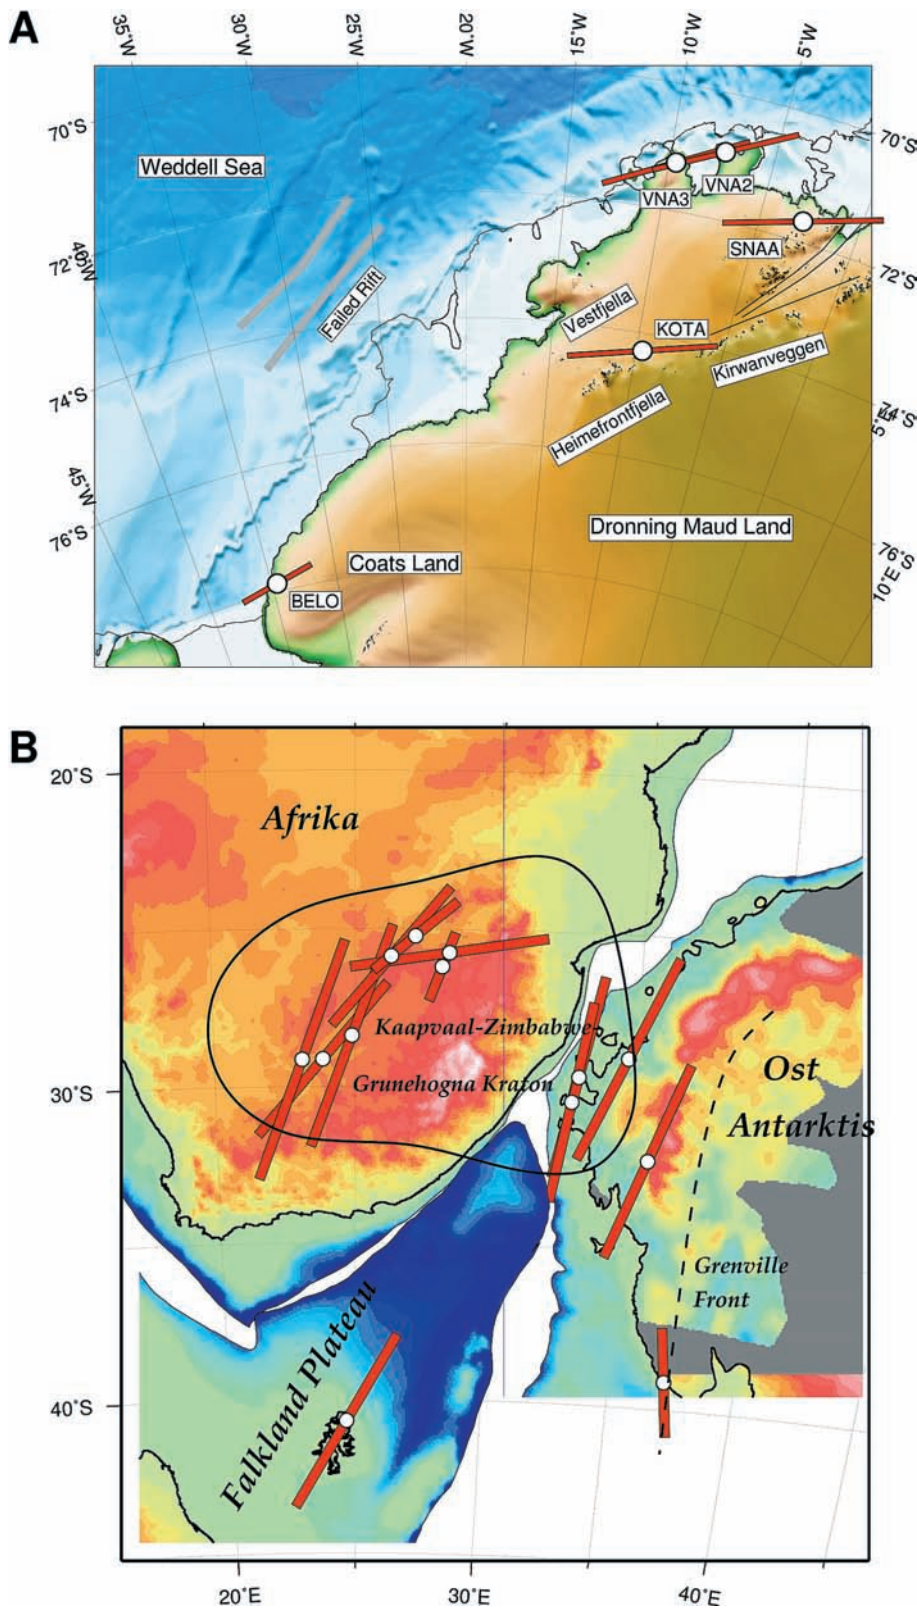 A
35°W
30°W
25°W
20°W
15°W
10°W
5°W
70°S
70°S
Weddell Sea
VNA3
VNA2
SNAA
40°W
72°S
72°S
Failed Rift
Vestfjella
KOTA
Kirwanveggen
Heimefrontfjella
74°S
74°S
5°E
45°W
76°S
76°S
10°E
Dronning Maud Land
Coats Land
BELO
B
20°S
Afrika
Kaapvaal-Zimbabwe-
Grunehogna Kraton
30°S
Ost
Antarktis
Grenville
Front
Falkland Plateau
40°S
20°E
30°E
40°E